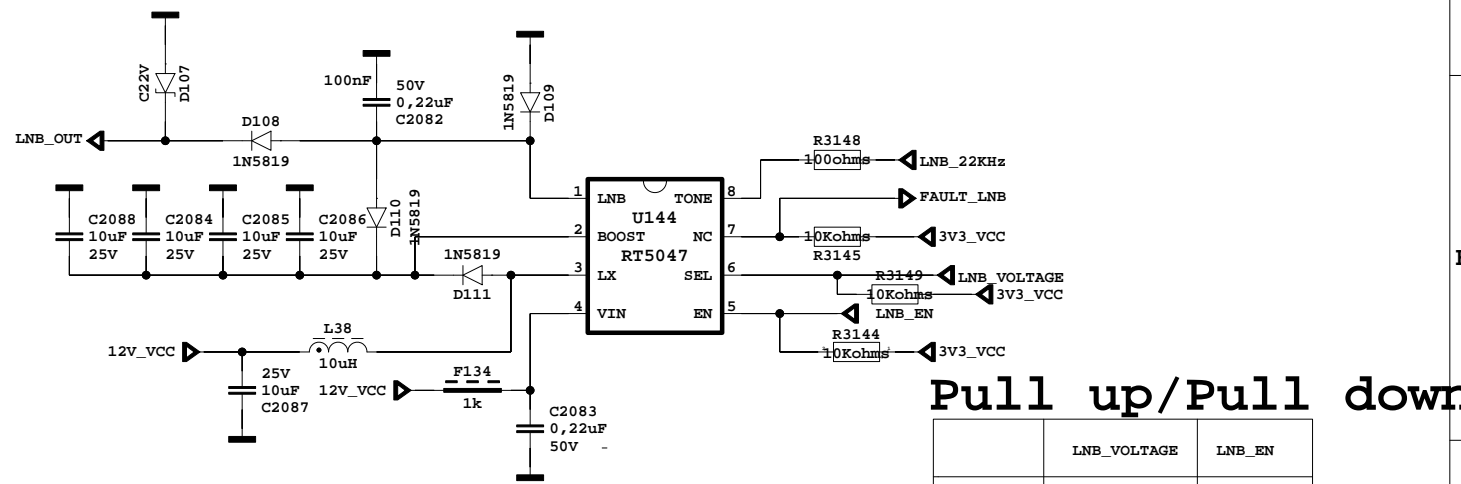 C22V
D107
100nF
50V
0,22uF
C2082
1N5819
D109
LNB_OUT
D108
1N5819
C2088
10uF
25V
C2084
10uF
25V
C2085
10uF
25V
C2086
10uF
25V
D110
1N5819
1N5819
D111
1 LNB
2 BOOST
3 LX
4 VIN
U144
RT5047
TONE 8
NC 7
SEL 6
EN 5
R3148
100ohms
LNB_22KHz
FAULT_LNB
10Kohms
R3145
3V3_VCC
LNB_VOLTAGE
R3149
10Kohms
3V3_VCC
LNB_EN
R3144
10Kohms
3V3_VCC
12V_VCC
L38
10uH
25V
10uF
C2087
12V_VCC
F134
1k
C2083
0,22uF
50V
Pull up/Pull down
LNB_VOLTAGE
LNB_EN